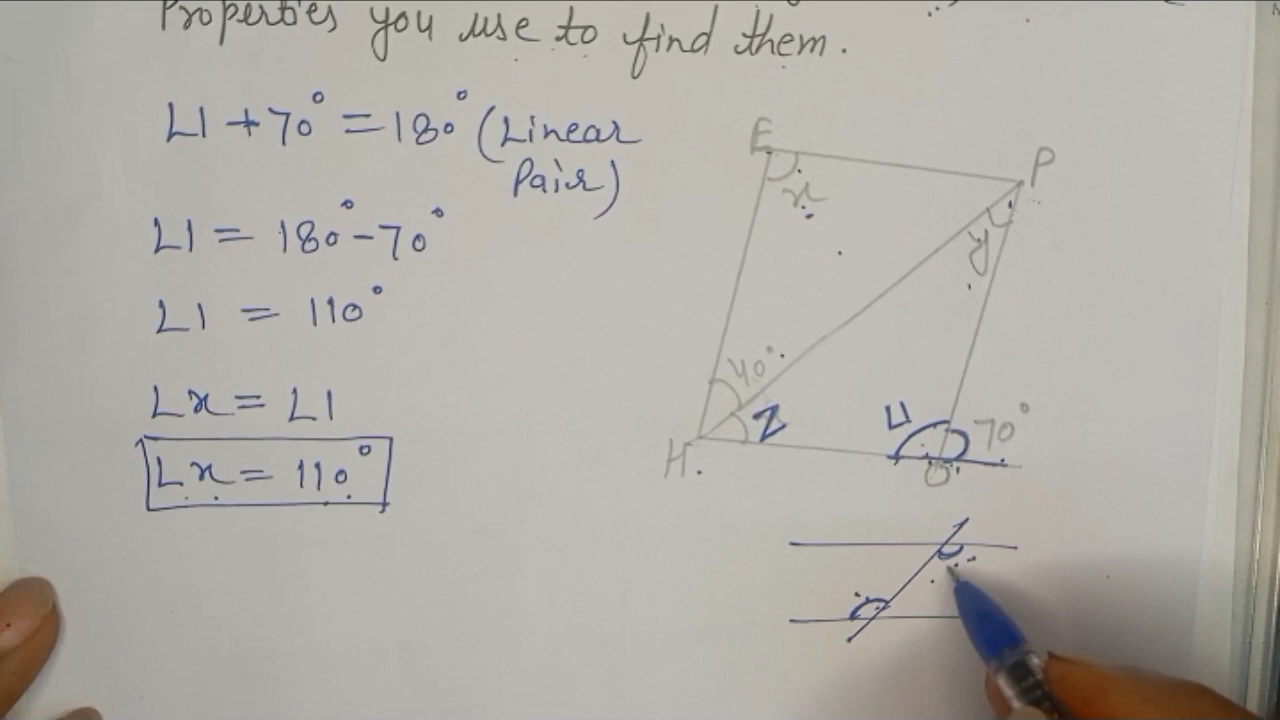 Properties you use to find them.
∠1 + 70° = 180° (Linear
Pair)
∠1 = 180° - 70°
∠1 = 110°
∠x = ∠1
∠x = 110°
E
P
x
y
40°
z
∠1
70°
H.
O